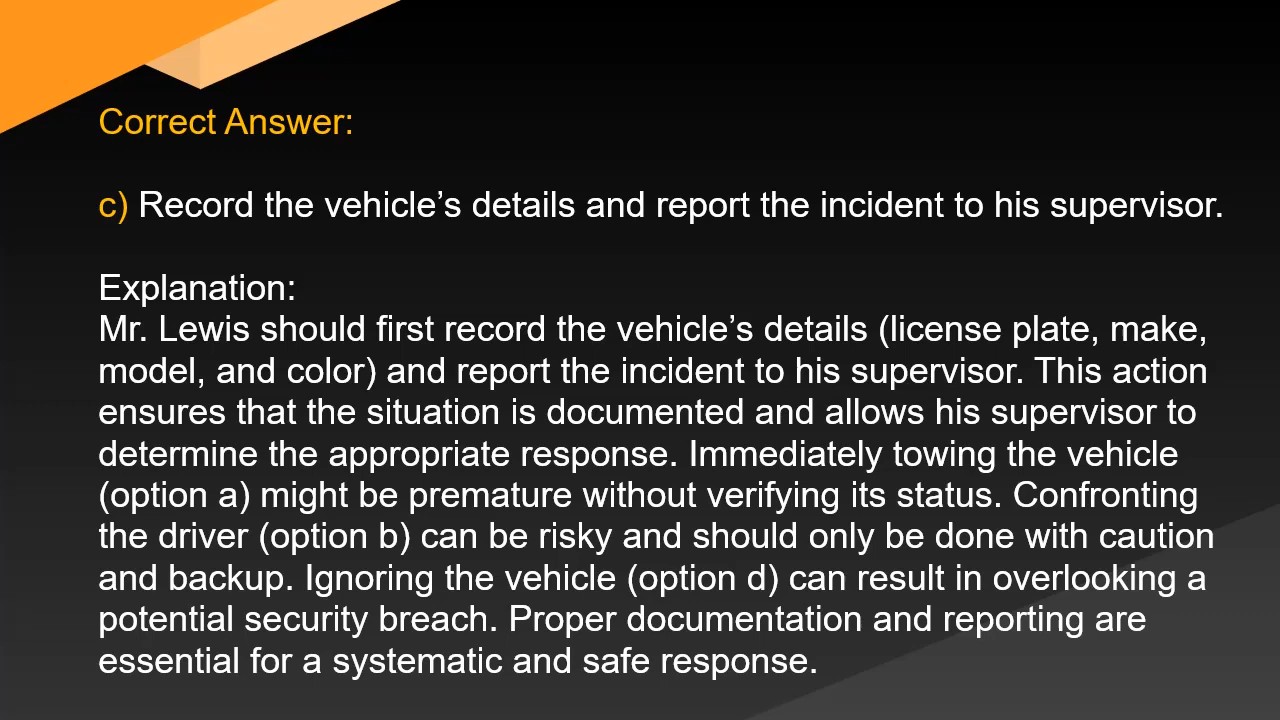 Correct Answer:
c) Record the vehicle’s details and report the incident to his supervisor.
Explanation:
Mr. Lewis should first record the vehicle’s details (license plate, make,
model, and color) and report the incident to his supervisor. This action
ensures that the situation is documented and allows his supervisor to
determine the appropriate response. Immediately towing the vehicle
(option a) might be premature without verifying its status. Confronting
the driver (option b) can be risky and should only be done with caution
and backup. Ignoring the vehicle (option d) can result in overlooking a
potential security breach. Proper documentation and reporting are
essential for a systematic and safe response.